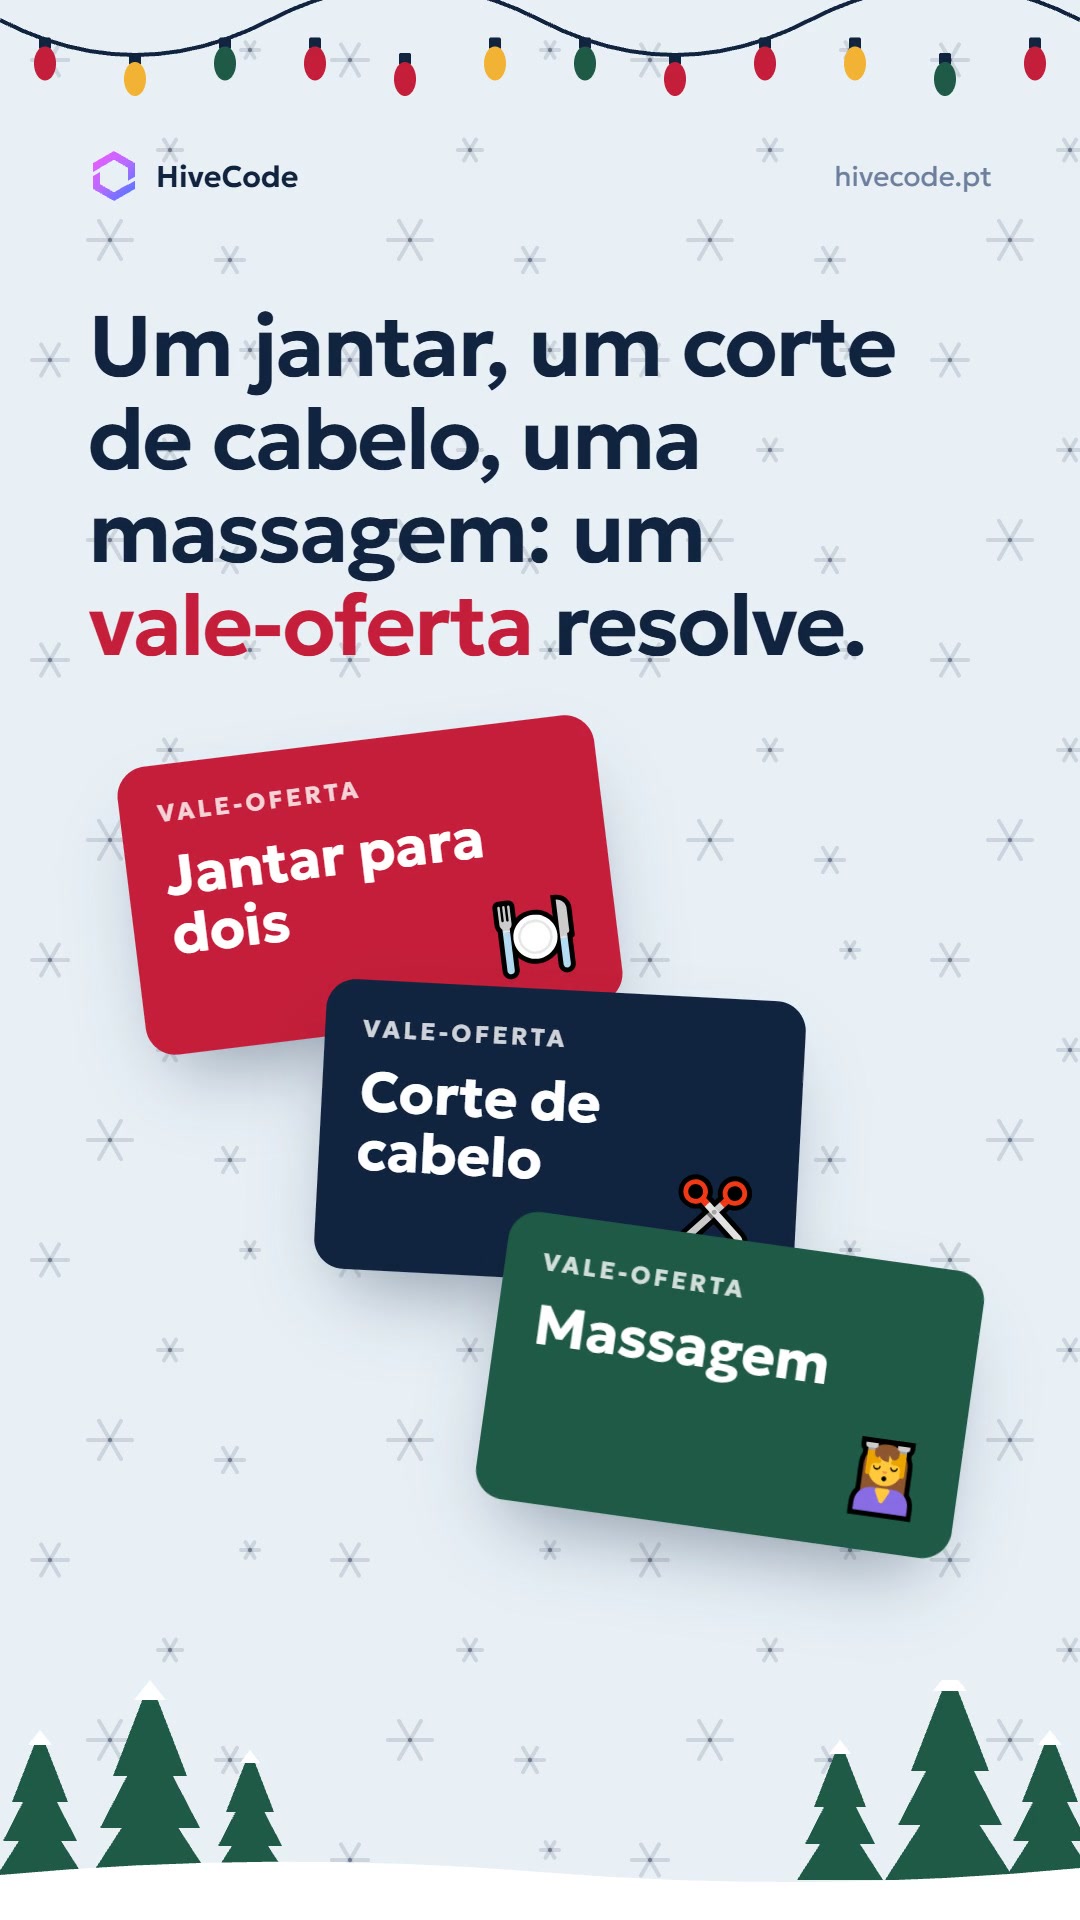 HiveCode
hivecode.pt
Um jantar, um corte
de cabelo, uma
massagem: um
vale-oferta resolve.
VALE-OFERTA
Jantar para
dois
VALE-OFERTA
Corte de
cabelo
VALE-OFERTA
Massagem